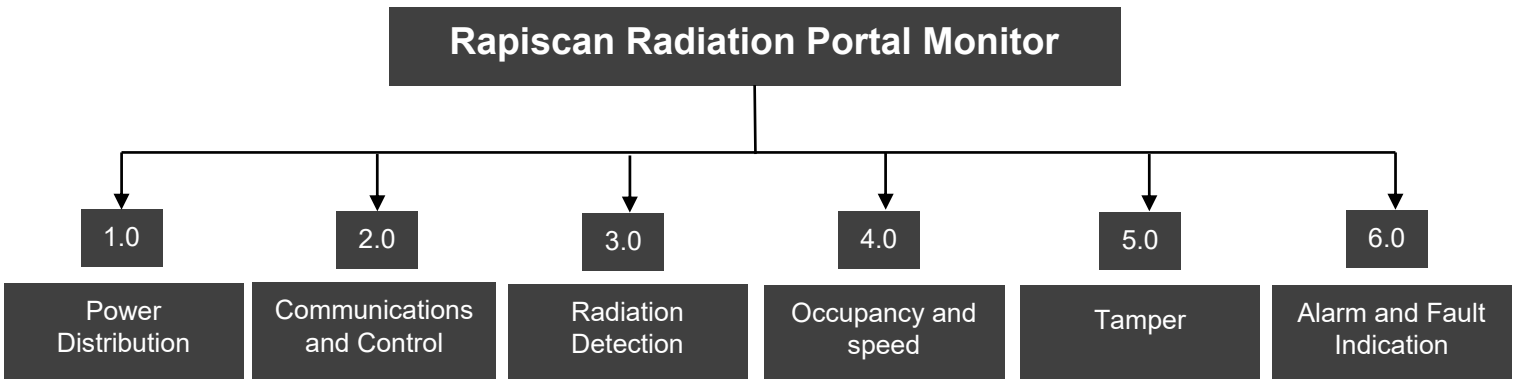 Rapiscan Radiation Portal Monitor
1.0
2.0
3.0
4.0
5.0
6.0
Power
Distribution
Communications
and Control
Radiation
Detection
Occupancy and
speed
Tamper
Alarm and Fault
Indication